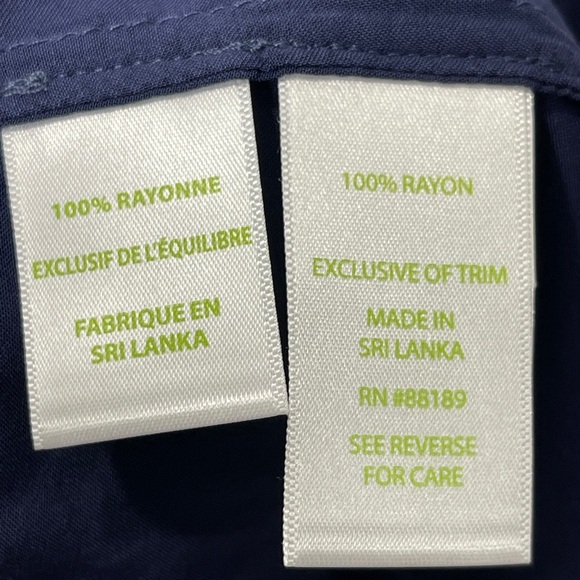 100% RAYONNE
EXCLUSIF DE L'ÉQUILIBRE
FABRIQUE EN
SRI LANKA
100% RAYON
EXCLUSIVE OF TRIM
MADE IN
SRI LANKA
RN #88189
SEE REVERSE
FOR CARE